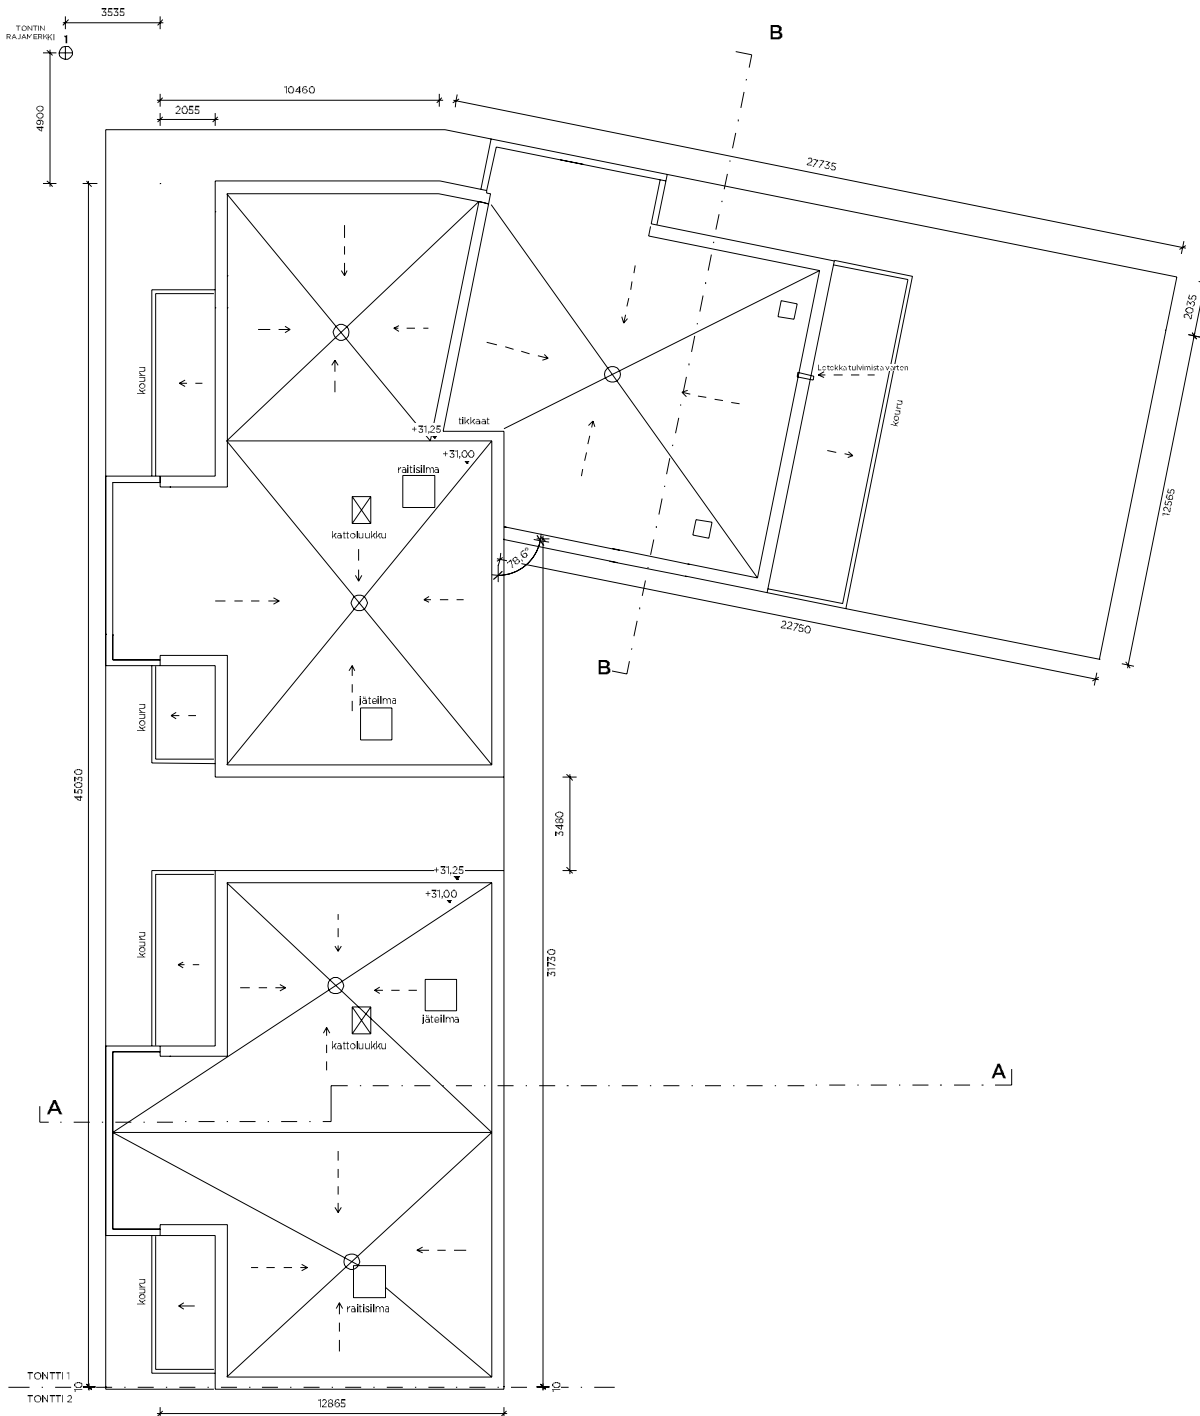 3535
TONTIN
RAJAMERKKI 1
4900
B
10460
2055
27735
2035
kouru
Lotokka tulvimista varten
kouru
tikkaat
+31,25
+31,00
raitisilma
kattoluukku
12565
78,6°
22750
B
jäteilma
kouru
45030
3480
+31,25
+31,00
kouru
31730
jäteilma
kattoluukku
A
A
kouru
raitisilma
TONTTI 1
10
10
TONTTI 2
12865